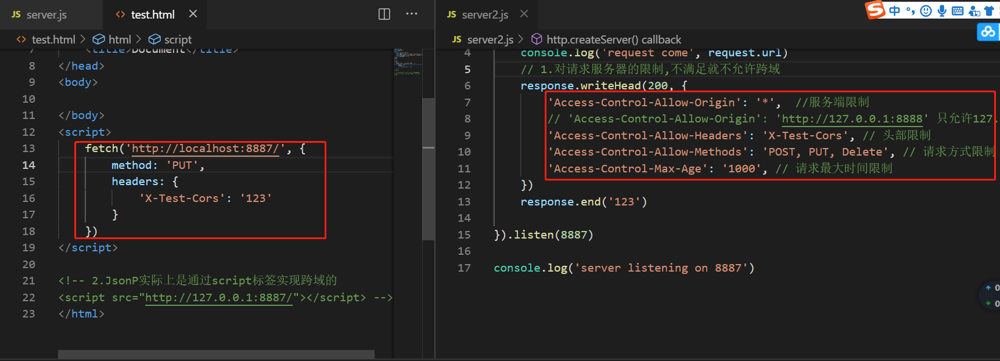 JS server.js
<> test.html ×
<> test.html > html > script
7 <title>Document</title>
8 </head>
9 <body>
10
11 </body>
12 <script>
13 fetch('http://localhost:8887/', {
14 method: 'PUT',
15 headers: {
16 'X-Test-Cors': '123'
17 }
18 })
19 </script>
20
21 <!-- 2.JsonP实际上是通过script标签实现跨域的
22 <script src="http://127.0.0.1:8887/"></script> -->
23 </html>
JS server2.js ×
JS server2.js > http.createServer() callback
4 console.log('request come', request.url)
5 // 1.对请求服务器的限制,不满足就不允许跨域
6 response.writeHead(200, {
7 'Access-Control-Allow-Origin': '*', //服务端限制
8 // 'Access-Control-Allow-Origin': 'http://127.0.0.1:8888' 只允许127.
9 'Access-Control-Allow-Headers': 'X-Test-Cors', // 头部限制
10 'Access-Control-Allow-Methods': 'POST, PUT, Delete', // 请求方式限制
11 'Access-Control-Max-Age': '1000', // 请求最大时间限制
12 })
13 response.end('123')
14
15 }).listen(8887)
16
17 console.log('server listening on 8887')
S 中
0
0